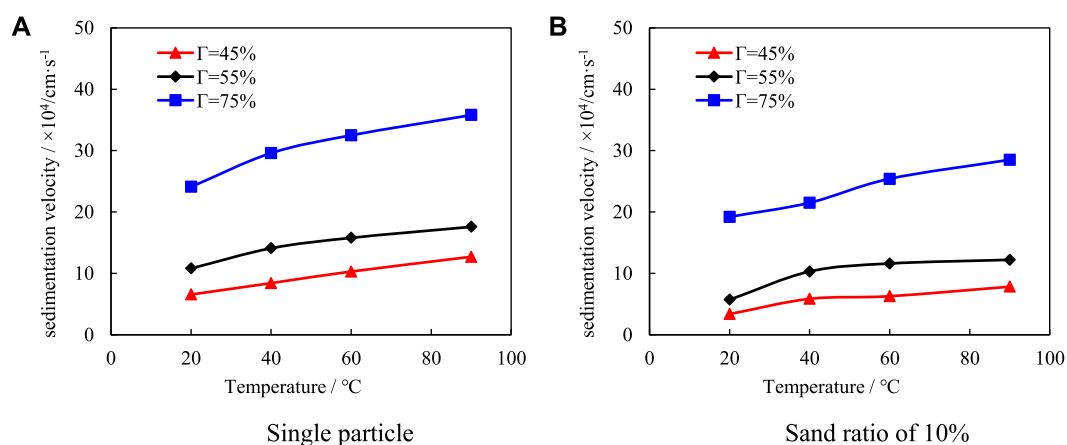 A
sedimentation velocity / ×10⁴/cm·s⁻¹
50
40
30
20
10
0
Γ=45%
Γ=55%
Γ=75%
0 20 40 60 80 100
Temperature / ℃
Single particle
B
sedimentation velocity / ×10⁴/cm·s⁻¹
50
40
30
20
10
0
Γ=45%
Γ=55%
Γ=75%
0 20 40 60 80 100
Temperature / ℃
Sand ratio of 10%